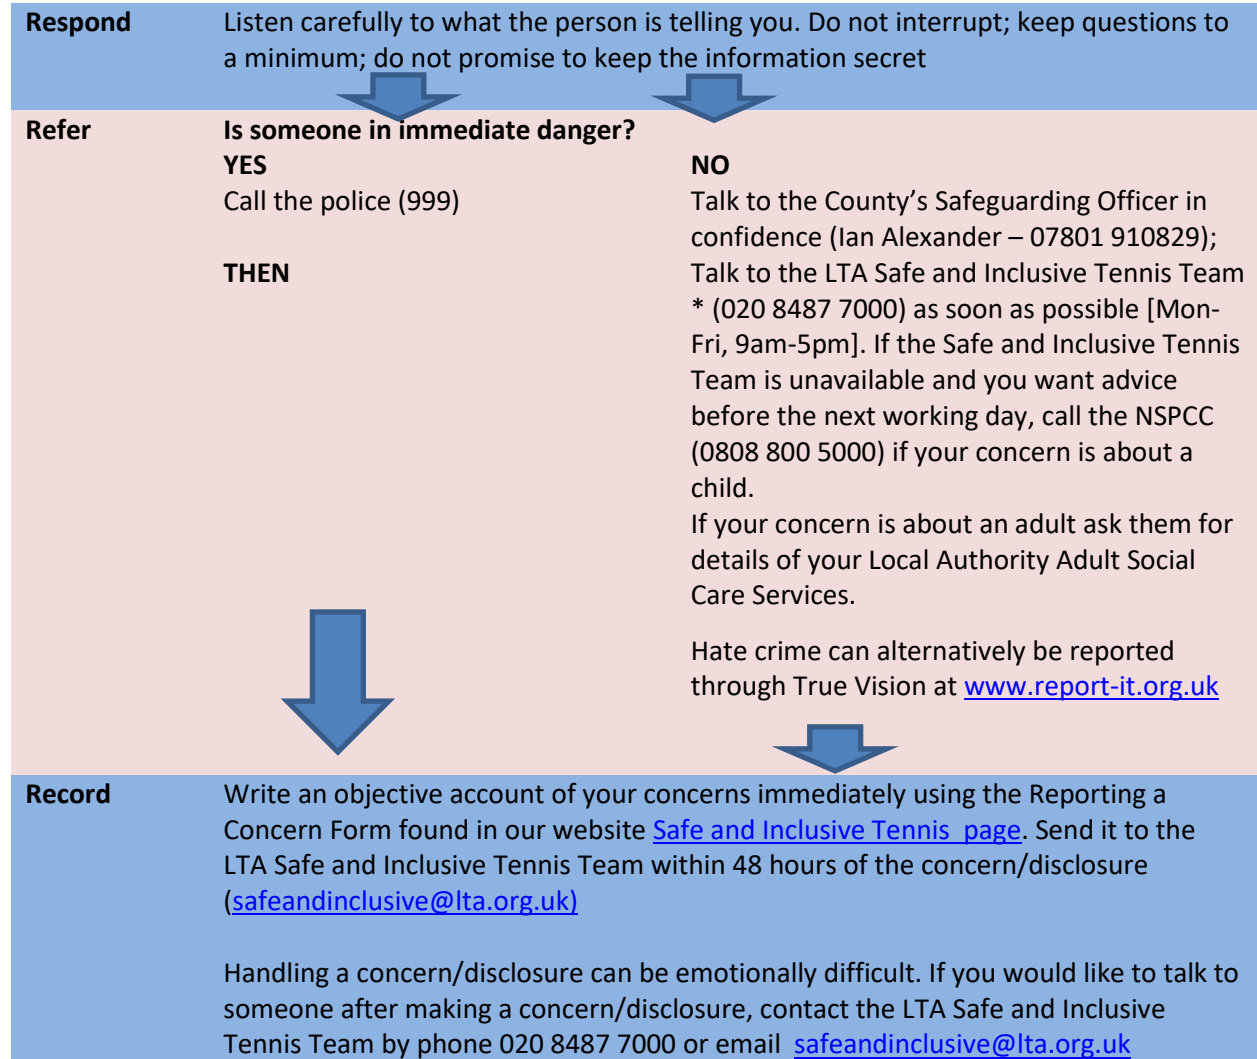 Respond
Listen carefully to what the person is telling you. Do not interrupt; keep questions to
a minimum; do not promise to keep the information secret
Refer
Is someone in immediate danger?
YES
Call the police (999)
THEN
NO
Talk to the County’s Safeguarding Officer in
confidence (Ian Alexander – 07801 910829);
Talk to the LTA Safe and Inclusive Tennis Team
* (020 8487 7000) as soon as possible [Mon-
Fri, 9am-5pm]. If the Safe and Inclusive Tennis
Team is unavailable and you want advice
before the next working day, call the NSPCC
(0808 800 5000) if your concern is about a
child.
If your concern is about an adult ask them for
details of your Local Authority Adult Social
Care Services.
Hate crime can alternatively be reported
through True Vision at www.report-it.org.uk
Record
Write an objective account of your concerns immediately using the Reporting a
Concern Form found in our website Safe and Inclusive Tennis  page. Send it to the
LTA Safe and Inclusive Tennis Team within 48 hours of the concern/disclosure
(safeandinclusive@lta.org.uk)
Handling a concern/disclosure can be emotionally difficult. If you would like to talk to
someone after making a concern/disclosure, contact the LTA Safe and Inclusive
Tennis Team by phone 020 8487 7000 or email  safeandinclusive@lta.org.uk